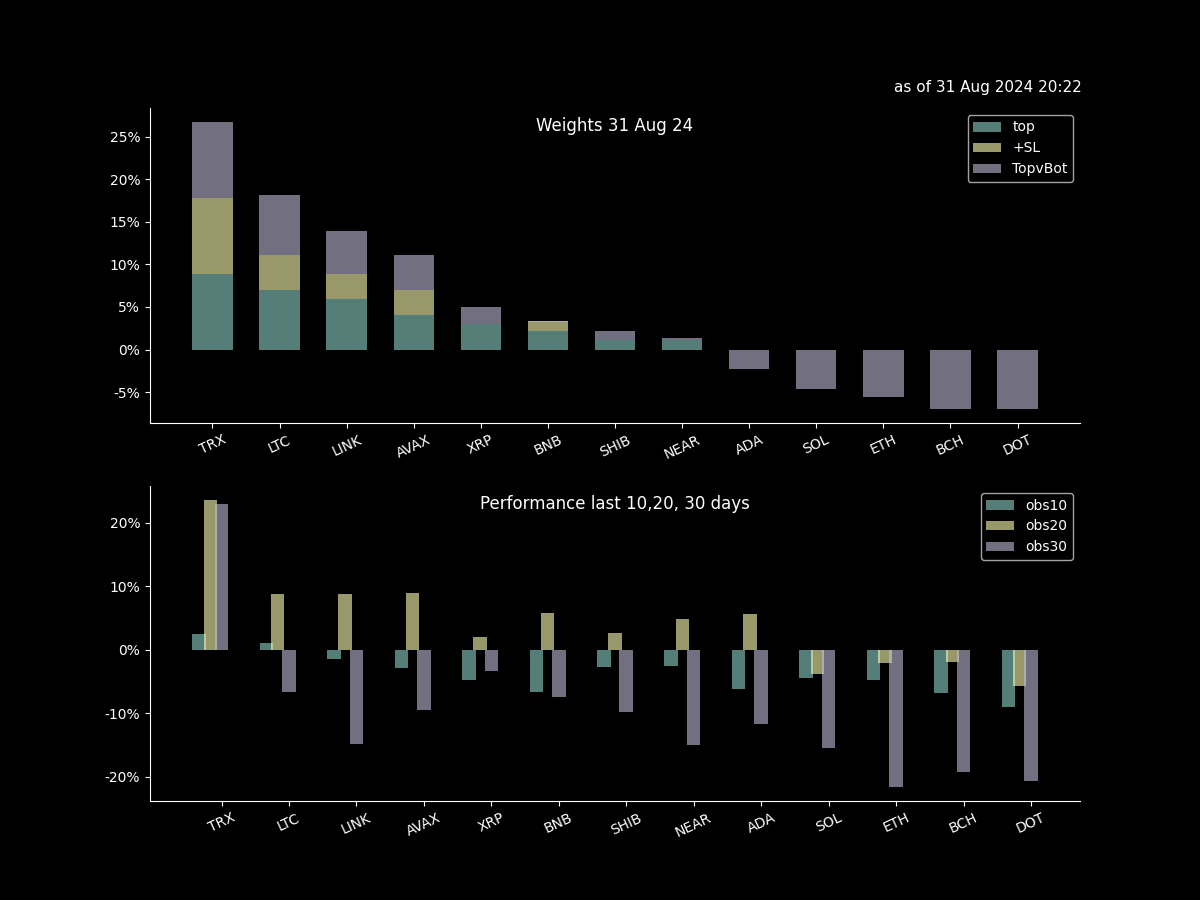 as of 31 Aug 2024 20:22
Weights 31 Aug 24
top
+SL
TopvBot
25%
20%
15%
10%
5%
0%
-5%
TRX LTC LINK AVAX XRP BNB SHIB NEAR ADA SOL ETH BCH DOT
Performance last 10,20, 30 days
obs10
obs20
obs30
20%
10%
0%
-10%
-20%
TRX LTC LINK AVAX XRP BNB SHIB NEAR ADA SOL ETH BCH DOT